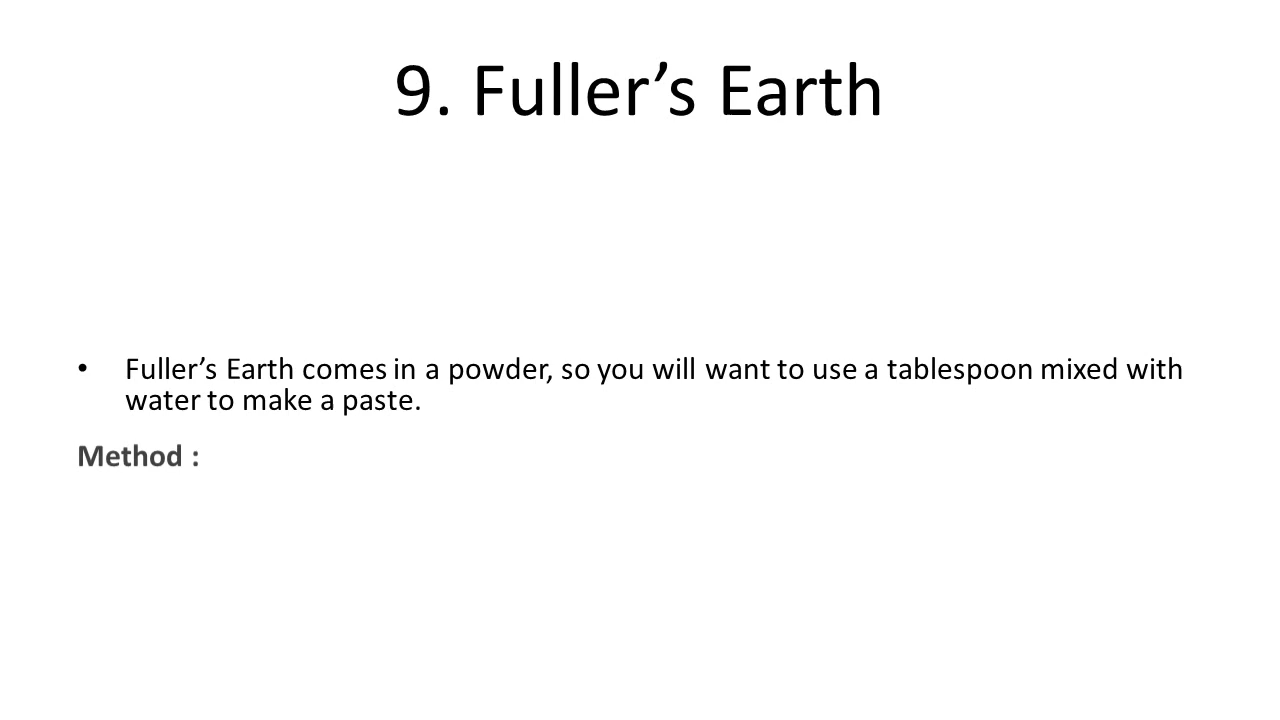 9. Fuller’s Earth
• Fuller’s Earth comes in a powder, so you will want to use a tablespoon mixed with
water to make a paste.
Method :